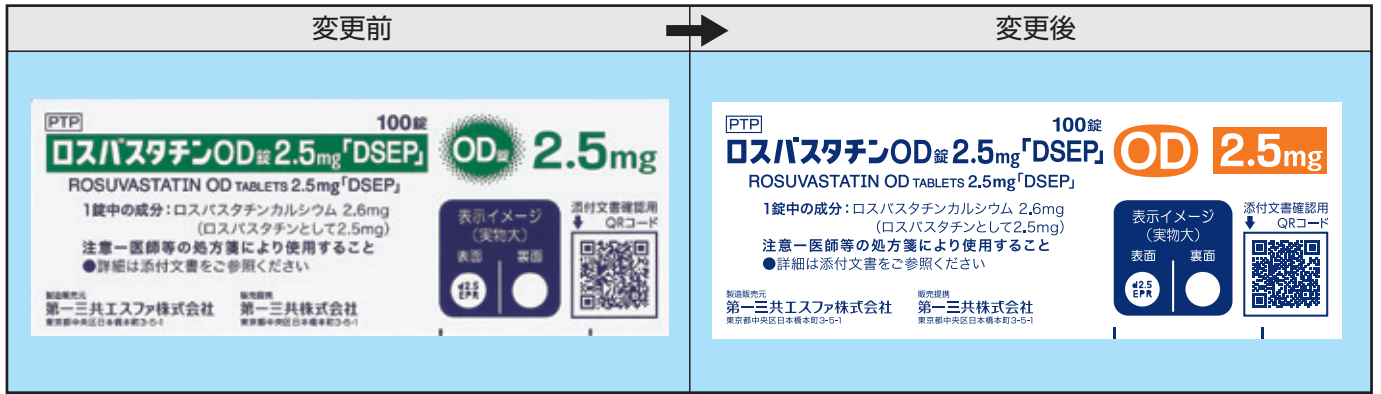 変更前
変更後
PTP
100錠
ロスバスタチンOD錠2.5mg「DSEP」
OD錠
2.5mg
ROSUVASTATIN OD TABLETS 2.5mg「DSEP」
1錠中の成分：ロスバスタチンカルシウム 2.6mg
（ロスバスタチンとして2.5mg）
注意－医師等の処方箋により使用すること
●詳細は添付文書をご参照ください
製造販売元
第一三共エスファ株式会社
東京都中央区日本橋本町3-5-1
販売提携
第一三共株式会社
東京都中央区日本橋本町3-5-1
表示イメージ
（実物大）
表面
裏面
d2.5
EPR
添付文書確認用
QRコード
PTP
100錠
ロスバスタチンOD錠2.5mg「DSEP」
OD
2.5mg
ROSUVASTATIN OD TABLETS 2.5mg「DSEP」
1錠中の成分：ロスバスタチンカルシウム 2.6mg
（ロスバスタチンとして2.5mg）
注意－医師等の処方箋により使用すること
●詳細は添付文書をご参照ください
製造販売元
第一三共エスファ株式会社
東京都中央区日本橋本町3-5-1
販売提携
第一三共株式会社
東京都中央区日本橋本町3-5-1
表示イメージ
（実物大）
表面
裏面
d2.5
EPR
添付文書確認用
QRコード